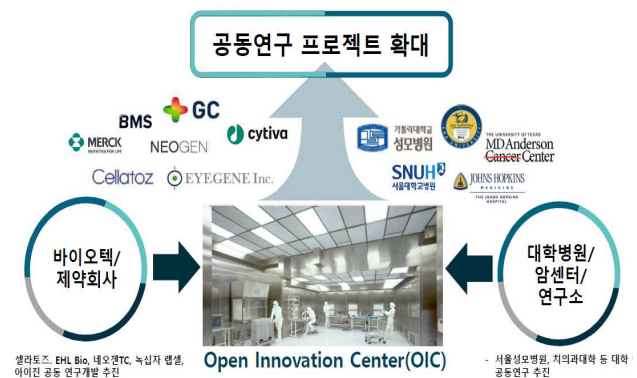 공동연구 프로젝트 확대
BMS
GC
MERCK
NEOGEN
cytiva
Cellatoz
EYEGENE Inc.
가톨릭대학교
성모병원
THE UNIVERSITY OF TEXAS
MD Anderson
Cancer Center
SNUH
서울대학교병원
JOHNS HOPKINS
MEDICINE
THE JOHNS HOPKINS
HOSPITAL
바이오텍/
제약회사
대학병원/
암센터/
연구소
셀라토즈. EHL Bio, 네오젠TC, 녹십자 랩셀,
아이진 공동 연구개발 추진
Open Innovation Center(OIC)
- 서울성모병원, 치의과대학 등 대학
공동연구 추진